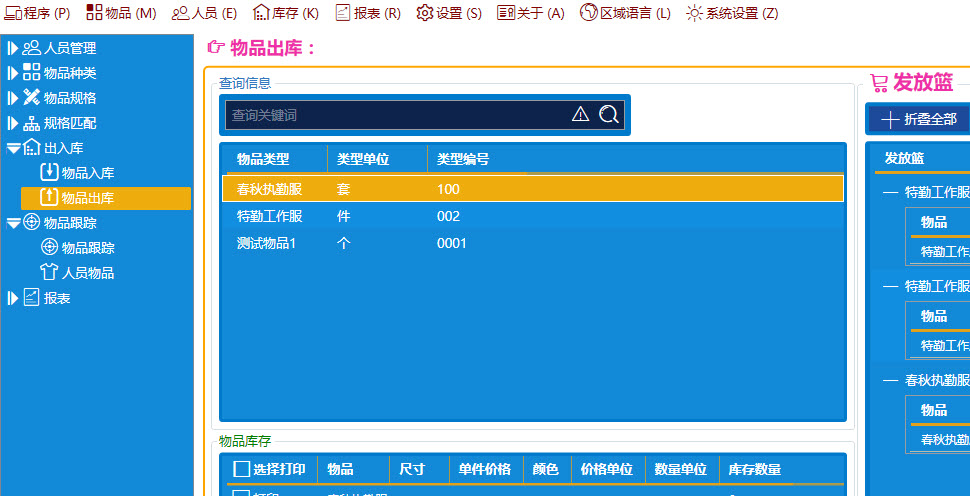 程序 (P) 物品 (M) 人员 (E) 库存 (K) 报表 (R) 设置 (S) 关于 (A) 区域语言 (L) 系统设置 (Z)
人员管理
物品种类
物品规格
规格匹配
出入库
物品入库
物品出库
物品跟踪
物品跟踪
人员物品
报表
物品出库：
查询信息
查询关键词
物品类型 类型单位 类型编号
春秋执勤服 套 100
特勤工作服 件 002
测试物品1 个 0001
物品库存
选择打印 物品 尺寸 单件价格 颜色 价格单位 数量单位 库存数量
发放篮
折叠全部
发放篮
特勤工作服
物品
特勤工作
特勤工作服
物品
特勤工作
春秋执勤服
物品
春秋执勤